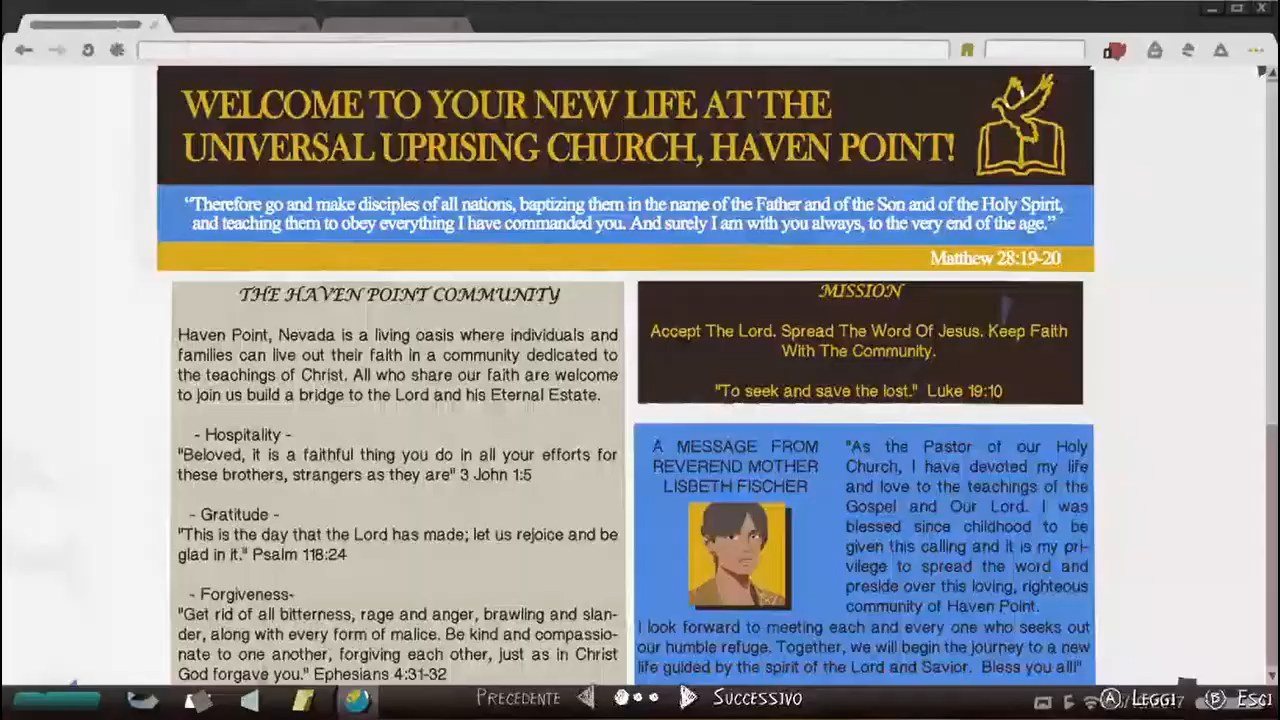 WELCOME TO YOUR NEW LIFE AT THE
UNIVERSAL UPRISING CHURCH, HAVEN POINT!
“Therefore go and make disciples of all nations, baptizing them in the name of the Father and of the Son and of the Holy Spirit,
and teaching them to obey everything I have commanded you. And surely I am with you always, to the very end of the age.”
Matthew 28:19-20
THE HAVEN POINT COMMUNITY
Haven Point, Nevada is a living oasis where individuals and
families can live out their faith in a community dedicated to
the teachings of Christ. All who share our faith are welcome
to join us build a bridge to the Lord and his Eternal Estate.
- Hospitality -
"Beloved, it is a faithful thing you do in all your efforts for
these brothers, strangers as they are" 3 John 1:5
- Gratitude -
"This is the day that the Lord has made; let us rejoice and be
glad in it." Psalm 118:24
- Forgiveness-
"Get rid of all bitterness, rage and anger, brawling and slan-
der, along with every form of malice. Be kind and compassio-
nate to one another, forgiving each other, just as in Christ
God forgave you." Ephesians 4:31-32
MISSION
Accept The Lord. Spread The Word Of Jesus. Keep Faith
With The Community.
"To seek and save the lost." Luke 19:10
A MESSAGE FROM
REVEREND MOTHER
LISBETH FISCHER
"As the Pastor of our Holy
Church, I have devoted my life
and love to the teachings of the
Gospel and Our Lord. I was
blessed since childhood to be
given this calling and it is my pri-
vilege to spread the word and
preside over this loving, righteous
community of Haven Point.
I look forward to meeting each and every one who seeks out
our humble refuge. Together, we will begin the journey to a new
life guided by the spirit of the Lord and Savior. Bless you all"
PRECEDENTE
SUCCESSIVO
A LEGGI
B ESCI